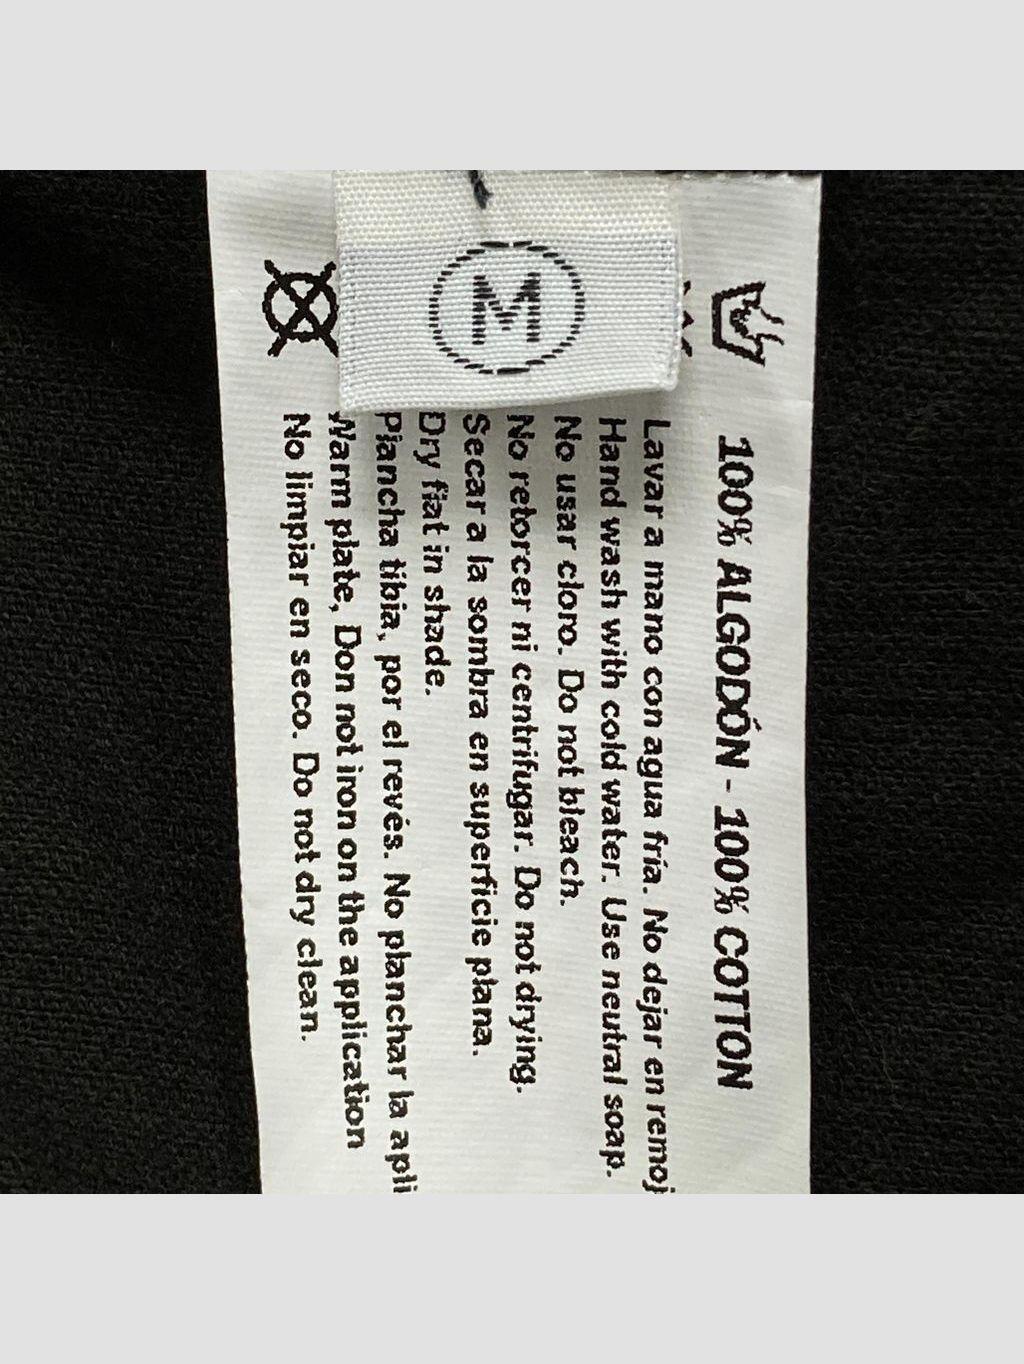 M
100% ALGODÓN - 100% COTTON
Lavar a mano con agua fría. No dejar en
Hand wash with cold water. Use neutral soap.
No usar cloro. Do not bleach.
No retorcer ni centrifugar. Do not drying.
Secar a la sombra en superficie plana.
Dry flat in shade.
Plancha tibia, por el revés. No planchar la
Warm plate, Don not iron on the application
No limpiar en seco. Do not dry clean.